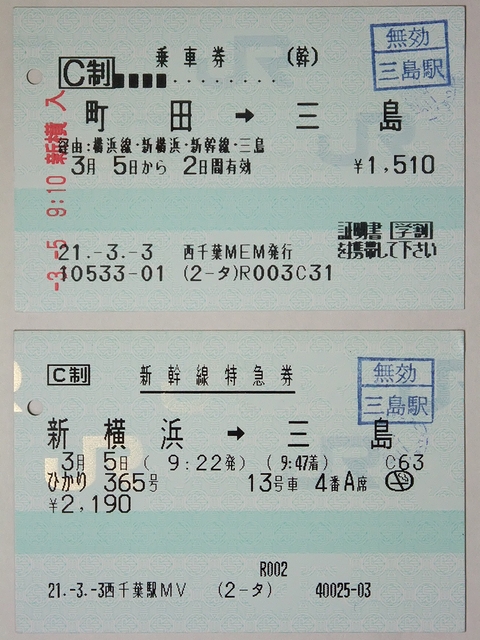 乗車券 (幹)
C制
無効
三島駅
町田 → 三島
経由:横浜線・新横浜・新幹線・三島
3月 5日から 2日間有効 ¥1,510
-3.-5 9:10 新横 入
証明書 学割
を携帯して下さい
21.-3.-3 西千葉MEM発行
10533-01 (2-タ)R003C31
C制 新幹線特急券
無効
三島駅
新横浜 → 三島
3月 5日 ( 9:22発) ( 9:47着) C63
ひかり 365号 13号車 4番A席
¥2,190
R002
21.-3.-3西千葉駅MV (2-タ) 40025-03